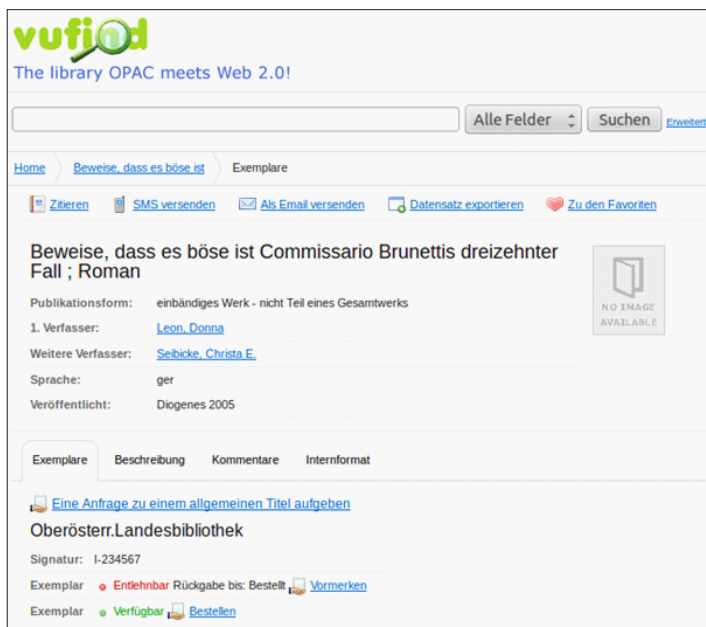 vufind
The library OPAC meets Web 2.0!
Alle Felder Suchen Erweitert
Home Beweise, dass es böse ist Exemplare
Zitieren SMS versenden Als Email versenden Datensatz exportieren Zu den Favoriten
Beweise, dass es böse ist Commissario Brunettis dreizehnter
Fall ; Roman
NO IMAGE
AVAILABLE
Publikationsform: einbändiges Werk - nicht Teil eines Gesamtwerks
1. Verfasser: Leon, Donna
Weitere Verfasser: Seibicke, Christa E.
Sprache: ger
Veröffentlicht: Diogenes 2005
Exemplare Beschreibung Kommentare Internformat
Eine Anfrage zu einem allgemeinen Titel aufgeben
Oberösterr.Landesbibliothek
Signatur: I-234567
Exemplar Entlehnbar Rückgabe bis: Bestellt Vormerken
Exemplar Verfügbar Bestellen